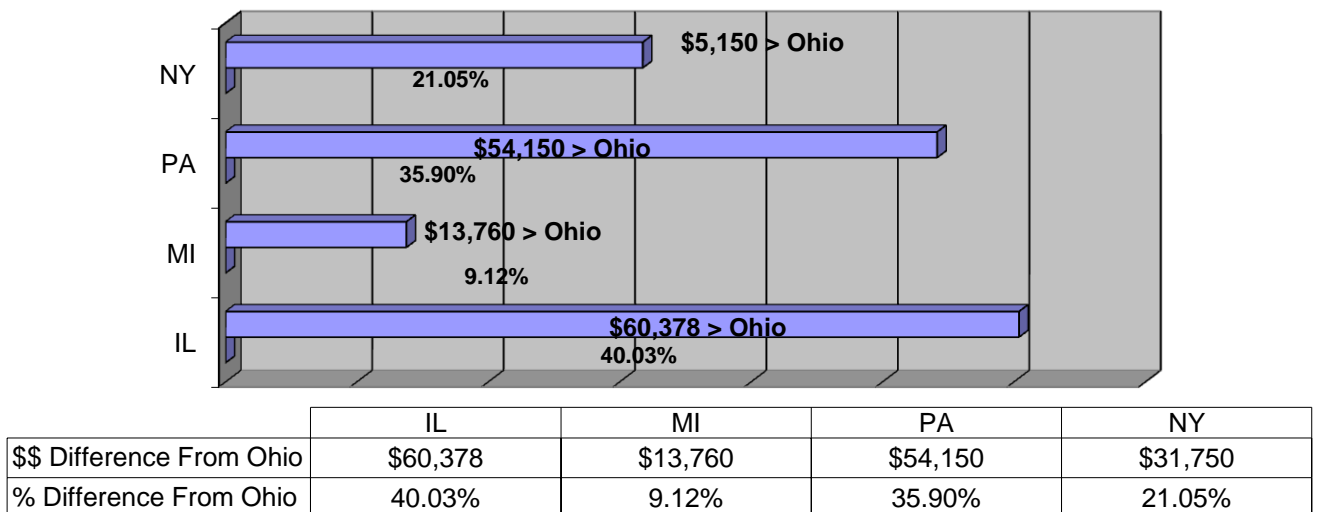 $5,150 > Ohio
NY
21.05%
$54,150 > Ohio
PA
35.90%
$13,760 > Ohio
MI
9.12%
$60,378 > Ohio
IL
40.03%
IL MI PA NY
$$ Difference From Ohio $60,378 $13,760 $54,150 $31,750
% Difference From Ohio 40.03% 9.12% 35.90% 21.05%